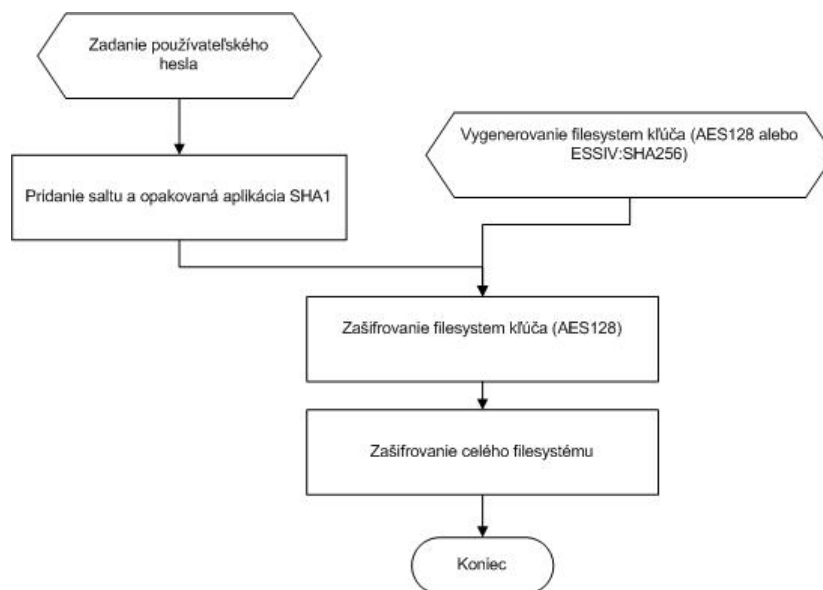 Zadanie používateľského
hesla
Vygenerovanie filesystem kľúča (AES128 alebo
ESSIV:SHA256)
Pridanie saltu a opakovaná aplikácia SHA1
Zašifrovanie filesystem kľúča (AES128)
Zašifrovanie celého filesystému
Koniec